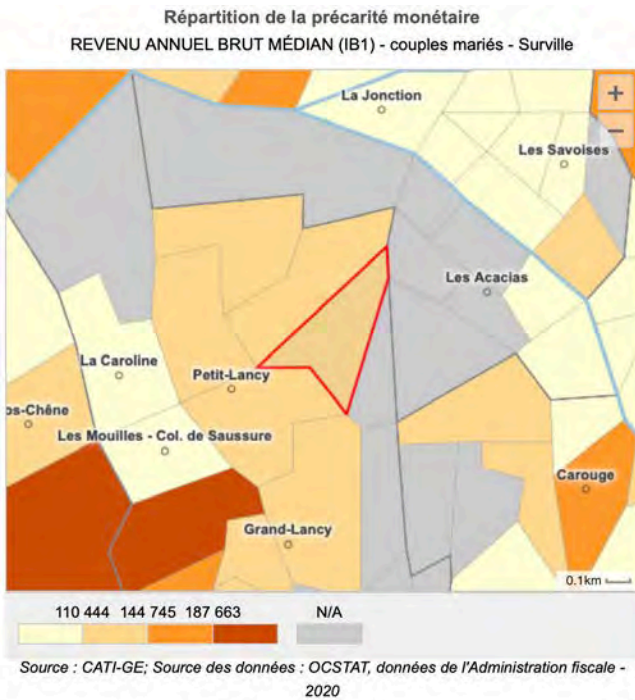 Répartition de la précarité monétaire
REVENU ANNUEL BRUT MÉDIAN (IB1) - couples mariés - Surville
+
−
La Jonction
Les Savoises
Les Acacias
La Caroline
Petit-Lancy
os-Chêne
Les Mouilles - Col. de Saussure
Carouge
Grand-Lancy
0.1km
110 444 144 745 187 663 N/A
Source : CATI-GE; Source des données : OCSTAT, données de l'Administration fiscale -
2020